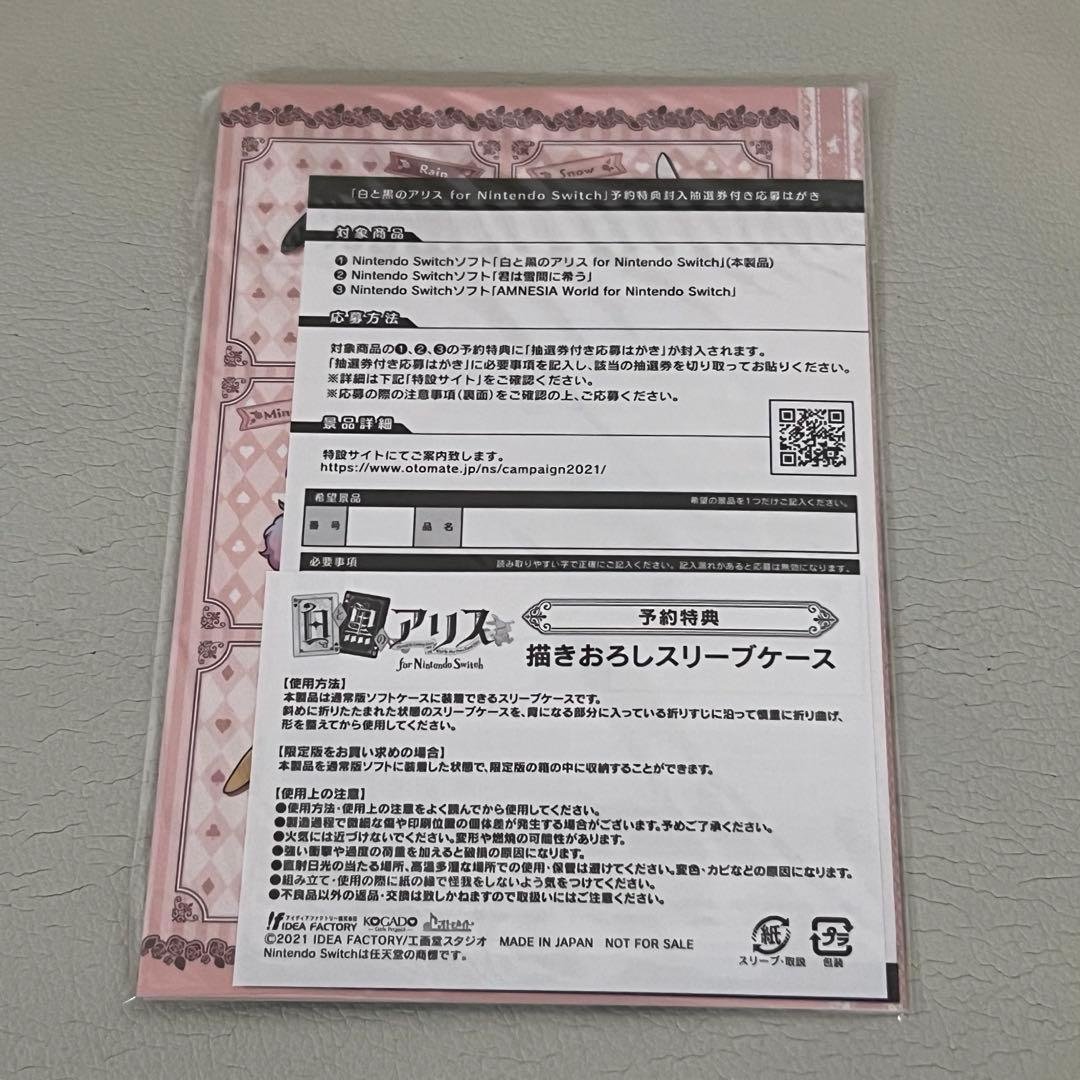 Rain
Snow
「白と黒のアリス for Nintendo Switch」予約特典封入抽選券付き応募はがき
対象商品
❶ Nintendo Switchソフト「白と黒のアリス for Nintendo Switch」(本製品)
❷ Nintendo Switchソフト「君は雪間に希う」
❸ Nintendo Switchソフト「AMNESIA World for Nintendo Switch」
応募方法
対象商品の❶、❷、❸の予約特典に「抽選券付き応募はがき」が封入されます。
「抽選券付き応募はがき」に必要事項を記入し、該当の抽選券を切り取ってお貼りください。
※詳細は下記「特設サイト」をご確認ください。
※応募の際の注意事項(裏面)をご確認の上、ご応募ください。
Min
景品詳細
特設サイトにてご案内致します。
https://www.otomate.jp/ns/campaign2021/
希望景品 希望の景品を1つだけご記入ください。
番号 品名
必要事項 読み取りやすい字で正確にご記入ください。記入漏れがあると応募は無効になります。
白と黒のアリス
for Nintendo Switch
予約特典
描きおろしスリーブケース
【使用方法】
本製品は通常版ソフトケースに装着できるスリーブケースです。
斜めに折りたたまれた状態のスリーブケースを、背になる部分に入っている折りすじに沿って慎重に折り曲げ、
形を整えてから使用してください。
【限定版をお買い求めの場合】
本製品を通常版ソフトに装着した状態で、限定版の箱の中に収納することができます。
【使用上の注意】
●使用方法・使用上の注意をよく読んでから使用してください。
●製造過程で微細な傷や印刷位置の個体差が発生する場合がございます。予めご了承ください。
●火気には近づけないでください。変形や燃焼の可能性があります。
●強い衝撃や過度の荷重を加えると破損の原因になります。
●直射日光の当たる場所、高温多湿な場所での使用・保管は避けてください。変色・カビなどの原因になります。
●組み立て・使用の際に紙の縁で怪我をしないよう気をつけてください。
●不良品以外の返品・交換は致しかねますので取扱いにはご注意ください。
アイディアファクトリー株式会社
IDEA FACTORY KOGADO Girls Project
©2021 IDEA FACTORY/工画堂スタジオ MADE IN JAPAN NOT FOR SALE
Nintendo Switchは任天堂の商標です。
紙 プラ
スリーブ・取説 包装